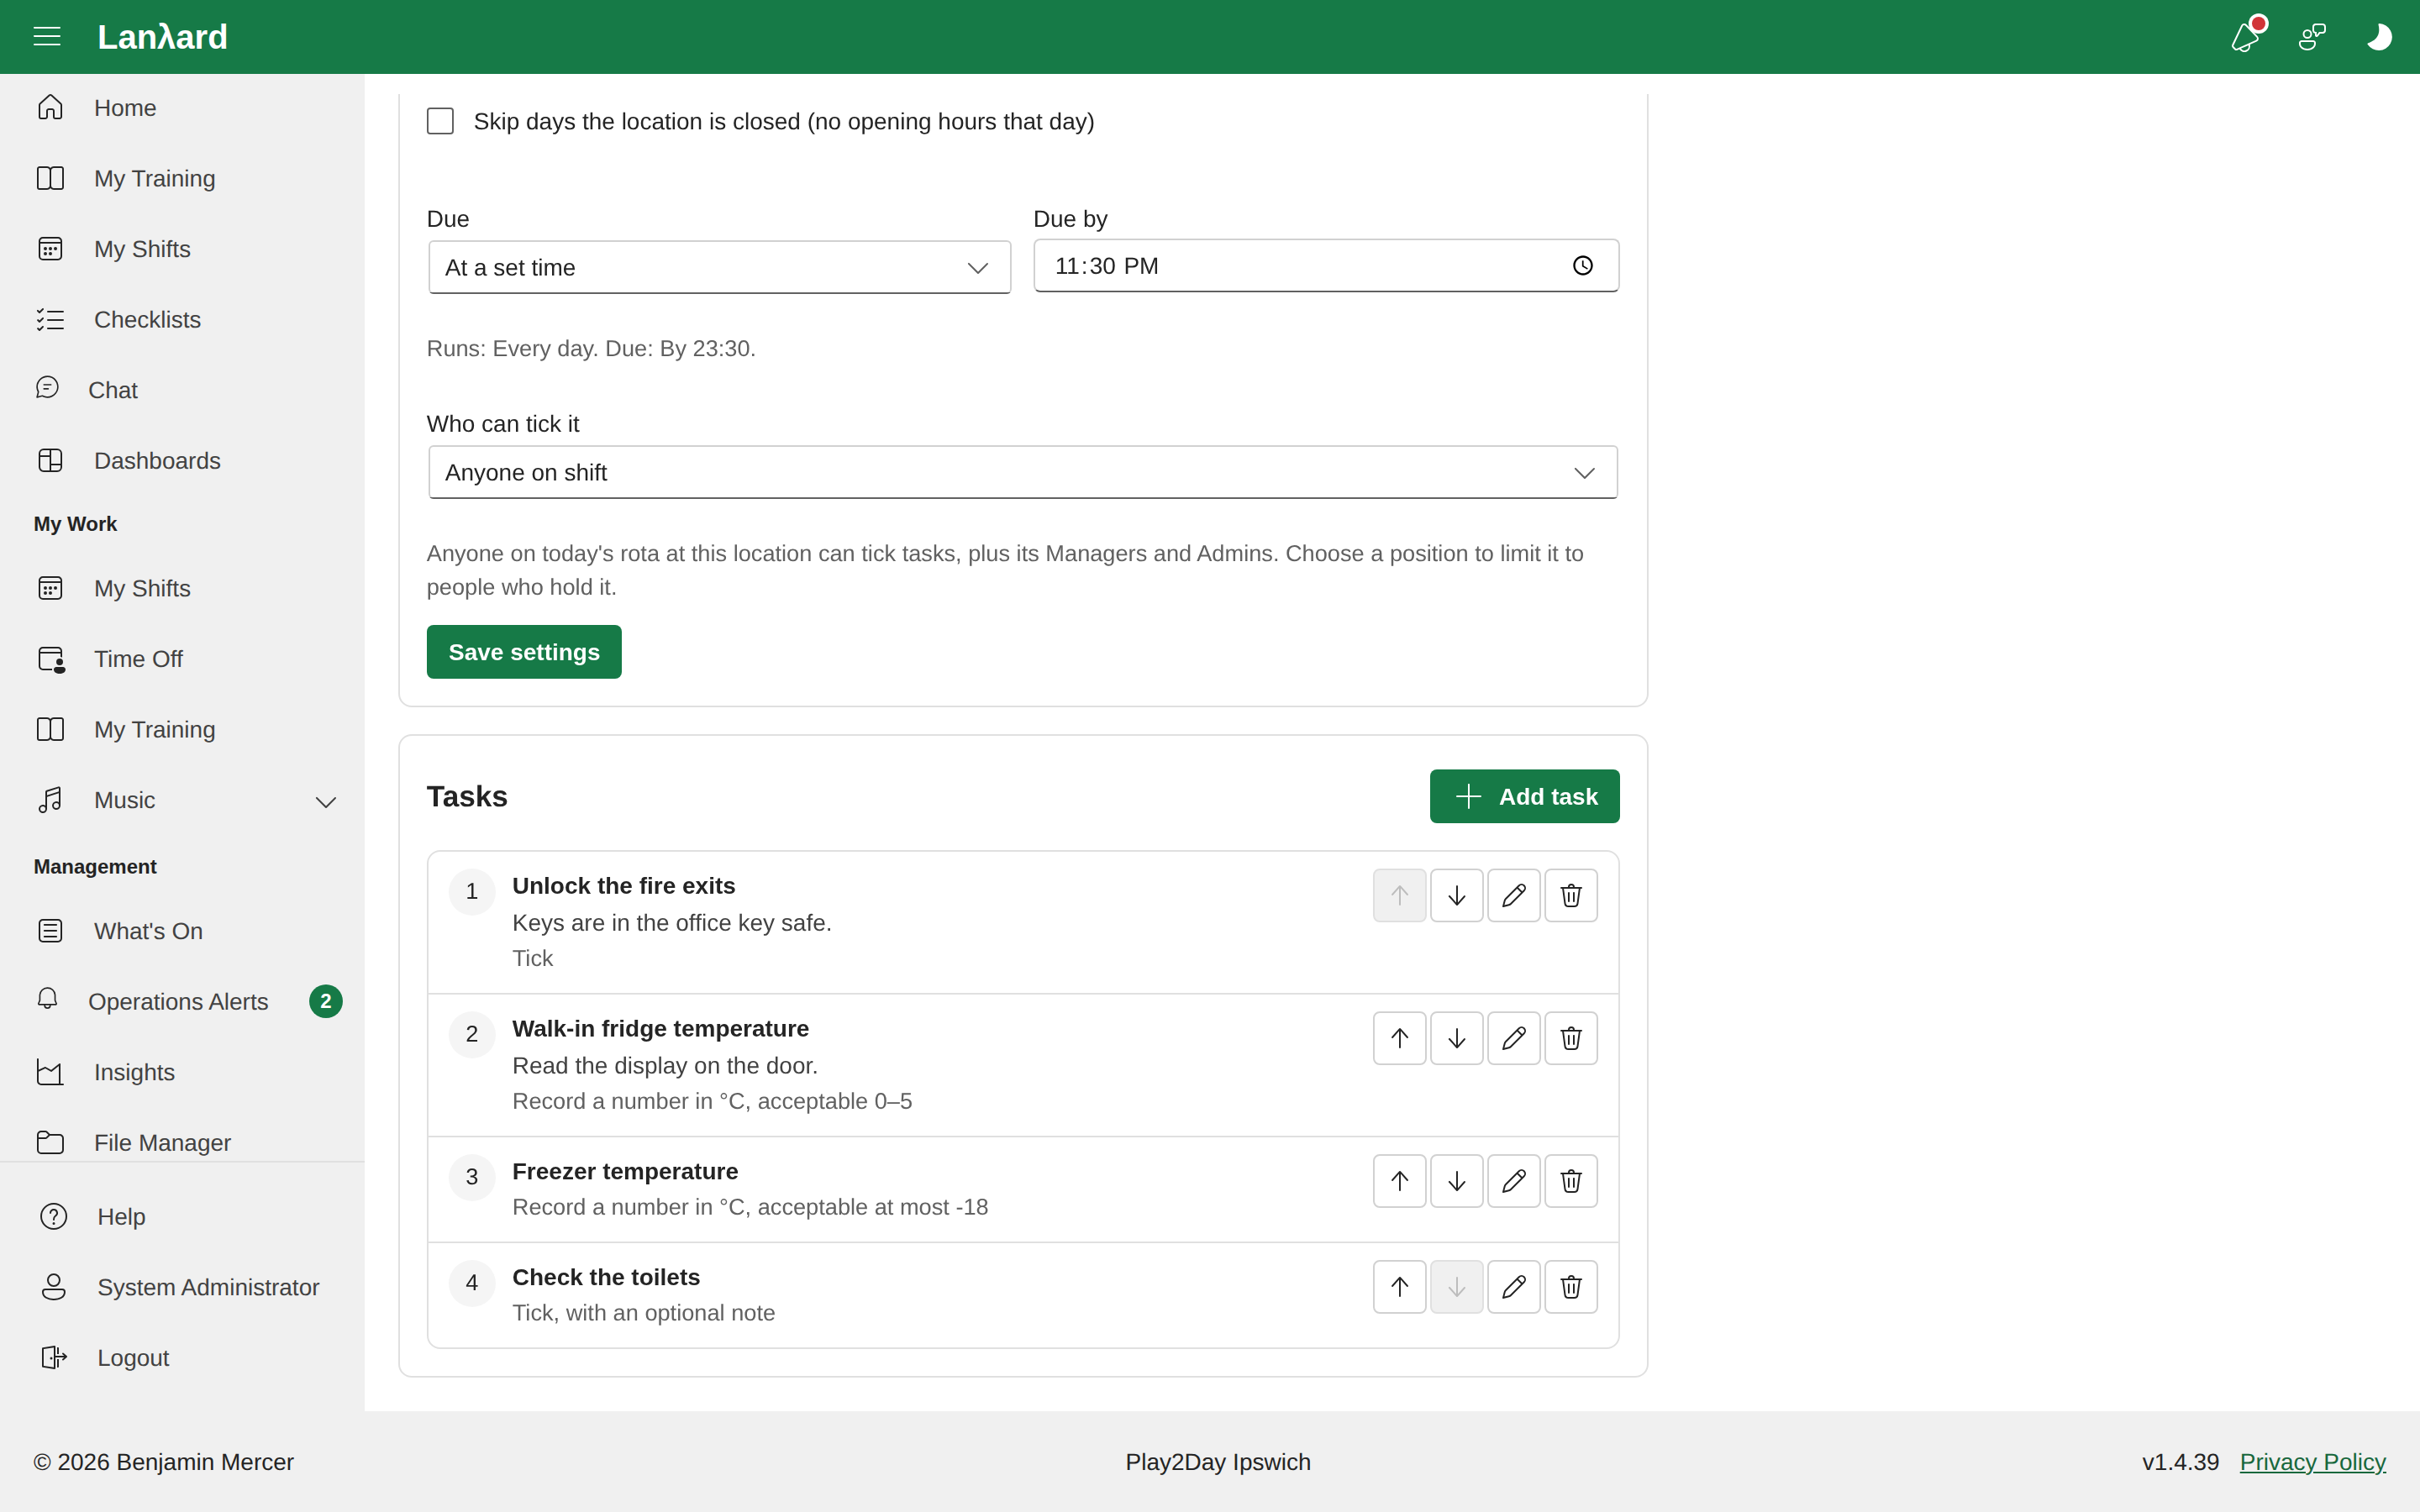 Lanλard
Home
My Training
My Shifts
Checklists
Chat
Dashboards
My Work
My Shifts
Time Off
My Training
Music
Management
What's On
Operations Alerts
2
Insights
File Manager
Help
System Administrator
Logout
Skip days the location is closed (no opening hours that day)
Due
At a set time
Due by
11:30 PM
Runs: Every day. Due: By 23:30.
Who can tick it
Anyone on shift
Anyone on today's rota at this location can tick tasks, plus its Managers and Admins. Choose a position to limit it to
people who hold it.
Save settings
Tasks
Add task
1
Unlock the fire exits
Keys are in the office key safe.
Tick
2
Walk-in fridge temperature
Read the display on the door.
Record a number in °C, acceptable 0–5
3
Freezer temperature
Record a number in °C, acceptable at most -18
4
Check the toilets
Tick, with an optional note
© 2026 Benjamin Mercer
Play2Day Ipswich
v1.4.39
Privacy Policy